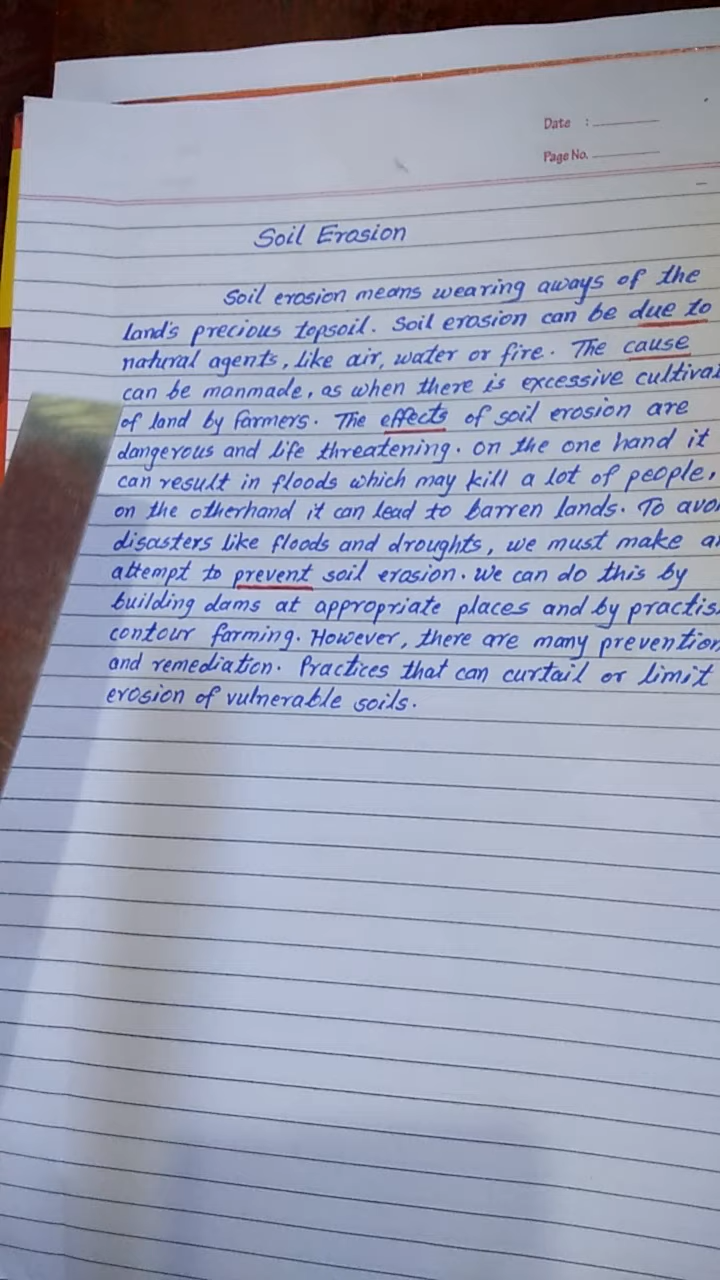 Date :
Page No.
Soil Erosion
Soil erosion means wearing aways of the
land's precious topsoil. Soil erosion can be due to
natural agents, like air, water or fire. The cause
can be manmade, as when there is excessive cultivat
of land by farmers. The effects of soil erosion are
dangerous and life threatening. On the one hand it
can result in floods which may kill a lot of people,
on the otherhand it can lead to barren lands. To avo
disasters like floods and droughts, we must make a
attempt to prevent soil erosion. We can do this by
building dams at appropriate places and by practis
contour farming. However, there are many prevention
and remediation. Practices that can curtail or limit
erosion of vulnerable soils.